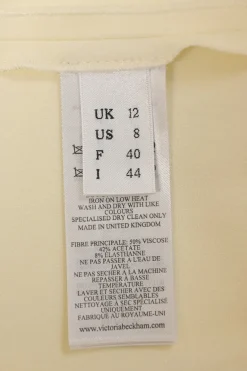 UK 12
US 8
F 40
I 44
IRON ON LOW HEAT
WASH AND DRY WITH LIKE
COLOURS
SPECIALISED DRY CLEAN ONLY
MADE IN UNITED KINGDOM
FIBRE PRINCIPALE: 50% VISCOSE
42% ACETATE
8% ELASTHANNE
NE PAS PASSER A L'EAU DE
JAVEL
NE PAS SECHER A LA MACHINE
REPASSER A BASSE
TEMPERATURE
LAVER ET SÉCHER AVEC DES
COULEURS SEMBLABLES
NETTOYAGE A SEC SPÉCIALISÉ
UNIQUEMENT
FABRIQUE AU ROYAUME-UNI
www.victoriabeckham.com